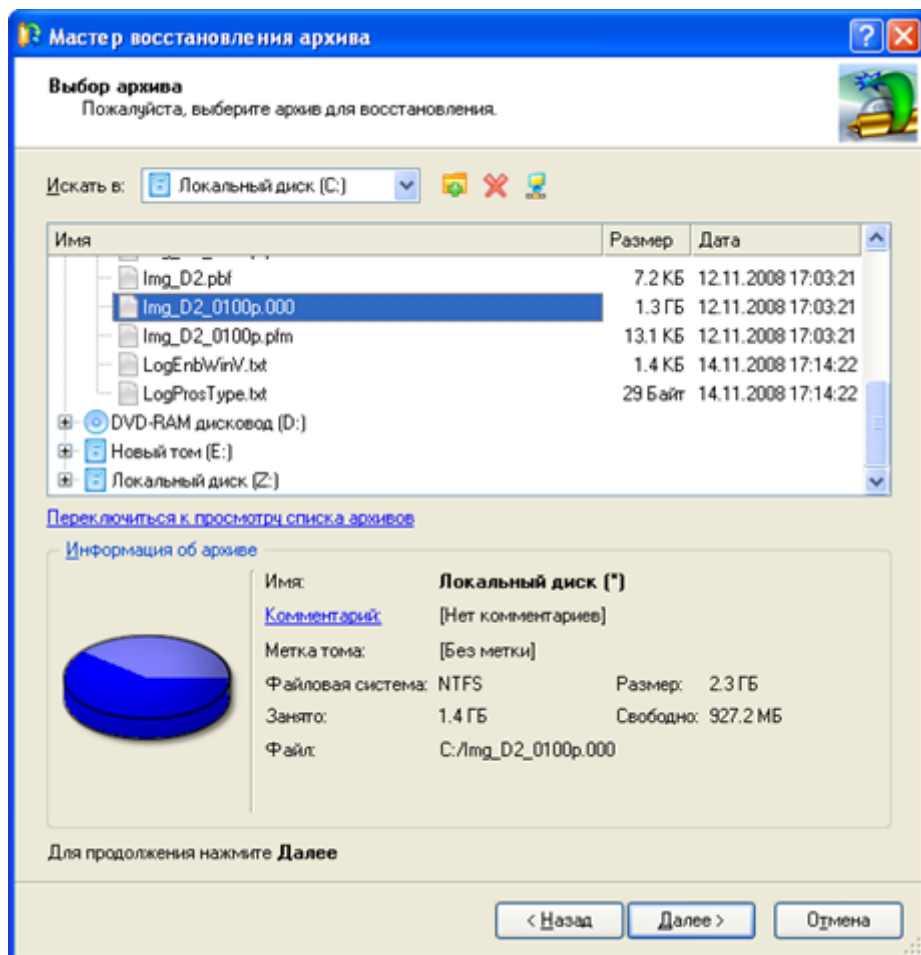 Мастер восстановления архива
Выбор архива
Пожалуйста, выберите архив для восстановления.
Искать в: Локальный диск (C:)
Имя Размер Дата
Img_D2.pbf 7.2 КБ 12.11.2008 17:03:21
Img_D2_0100p.000 1.3 ГБ 12.11.2008 17:03:21
Img_D2_0100p.pfm 13.1 КБ 12.11.2008 17:03:21
LogEnbWinV.txt 1.4 КБ 14.11.2008 17:14:22
LogProsType.txt 29 Байт 14.11.2008 17:14:22
DVD-RAM дисковод (D:)
Новый том (E:)
Локальный диск (Z:)
Переключиться к просмотру списка архивов
Информация об архиве
Имя: Локальный диск (*)
Комментарий: [Нет комментариев]
Метка тома: [Без метки]
Файловая система: NTFS Размер: 2.3 ГБ
Занято: 1.4 ГБ Свободно: 927.2 МБ
Файл: C:/Img_D2_0100p.000
Для продолжения нажмите Далее
< Назад Далее > Отмена